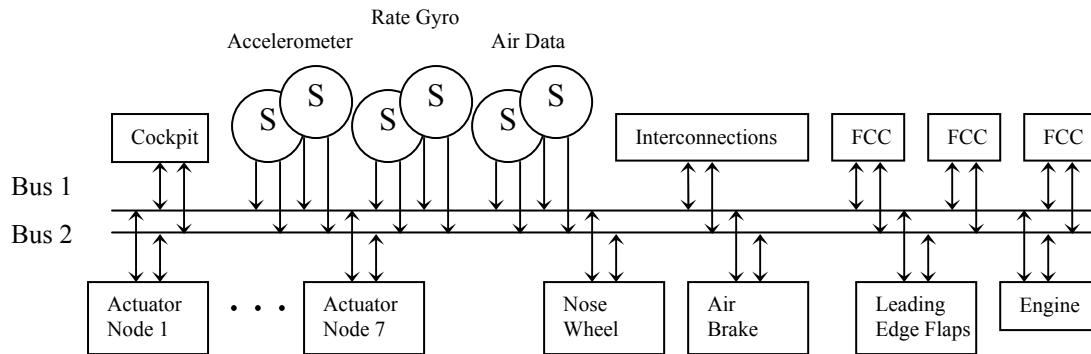 Rate Gyro
Accelerometer
Air Data
S
S
S
S
S
S
Cockpit
Interconnections
FCC
FCC
FCC
Bus 1
Bus 2
Actuator
Node 1
. . .
Actuator
Node 7
Nose
Wheel
Air
Brake
Leading
Edge Flaps
Engine